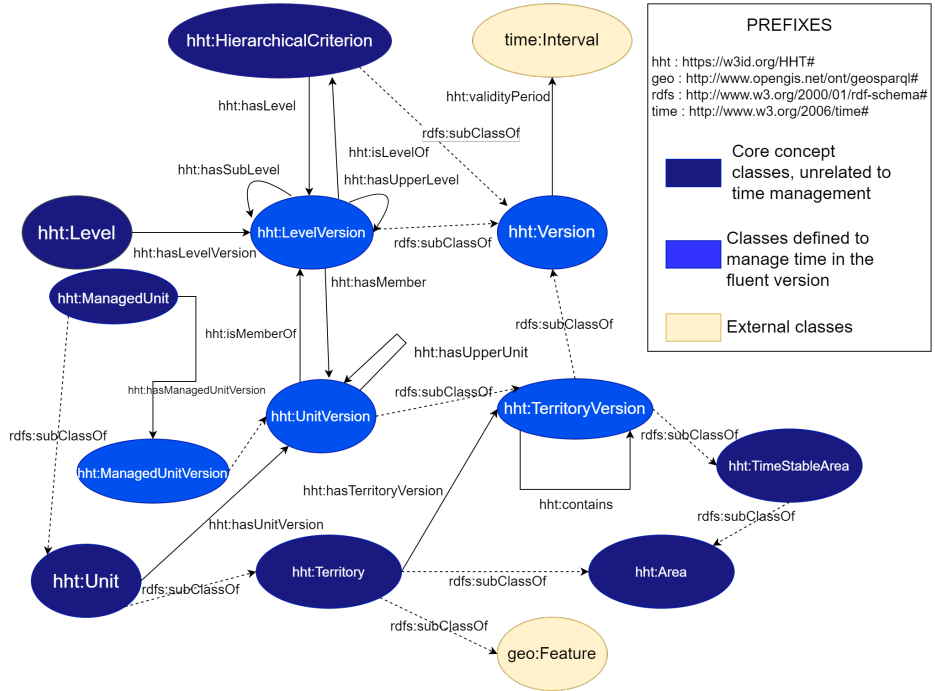 hht:HierarchicalCriterion
time:Interval
PREFIXES
hht : https://w3id.org/HHT#
geo : http://www.opengis.net/ont/geosparql#
rdfs : http://www.w3.org/2000/01/rdf-schema#
time : http://www.w3.org/2006/time#
Core concept
classes, unrelated to
time management
Classes defined to
manage time in the
fluent version
External classes
hht:hasLevel
hht:validityPeriod
rdfs:subClassOf
hht:isLevelOf
hht:hasSubLevel
hht:hasUpperLevel
hht:Level
hht:LevelVersion
hht:Version
hht:hasLevelVersion
rdfs:subClassOf
hht:ManagedUnit
hht:hasMember
hht:isMemberOf
rdfs:subClassOf
hht:hasUpperUnit
hht:hasManagedUnitVersion
rdfs:subClassOf
hht:UnitVersion
hht:TerritoryVersion
rdfs:subClassOf
rdfs:subClassOf
hht:ManagedUnitVersion
hht:TimeStableArea
hht:hasTerritoryVersion
hht:contains
hht:hasUnitVersion
rdfs:subClassOf
hht:Unit
rdfs:subClassOf
hht:Territory
rdfs:subClassOf
hht:Area
rdfs:subClassOf
geo:Feature